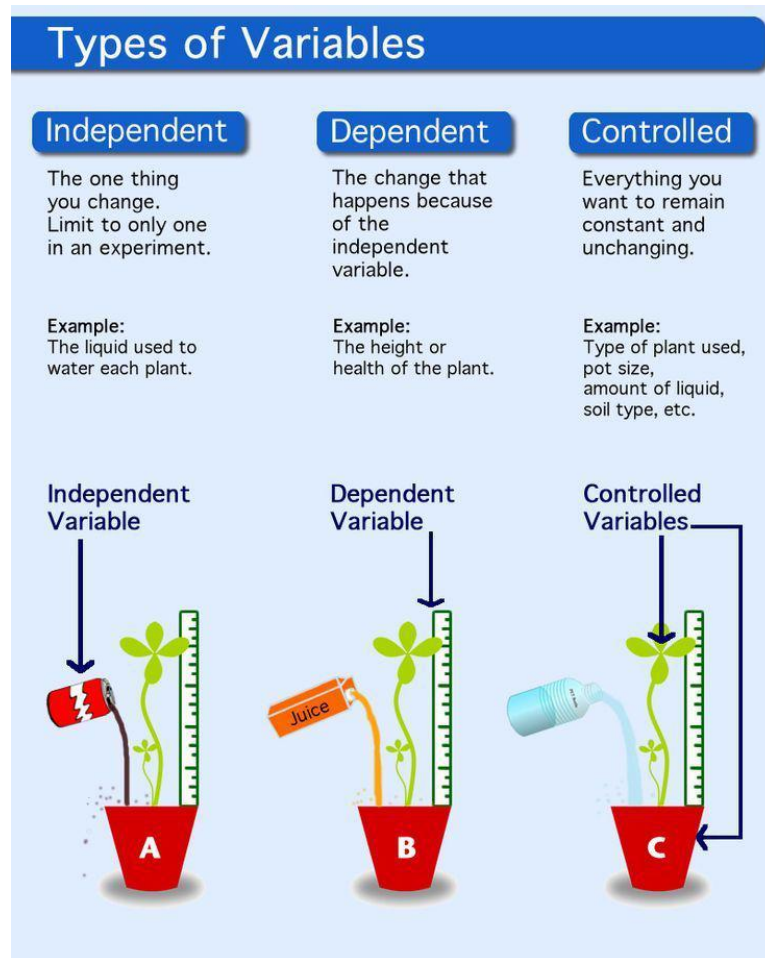 Types of Variables
Independent
The one thing
you change.
Limit to only one
in an experiment.
Example:
The liquid used to
water each plant.
Dependent
The change that
happens because
of the
independent
variable.
Example:
The height or
health of the plant.
Controlled
Everything you
want to remain
constant and
unchanging.
Example:
Type of plant used,
pot size,
amount of liquid,
soil type, etc.
Independent
Variable
Dependent
Variable
Controlled
Variables
Juice
A
B
C